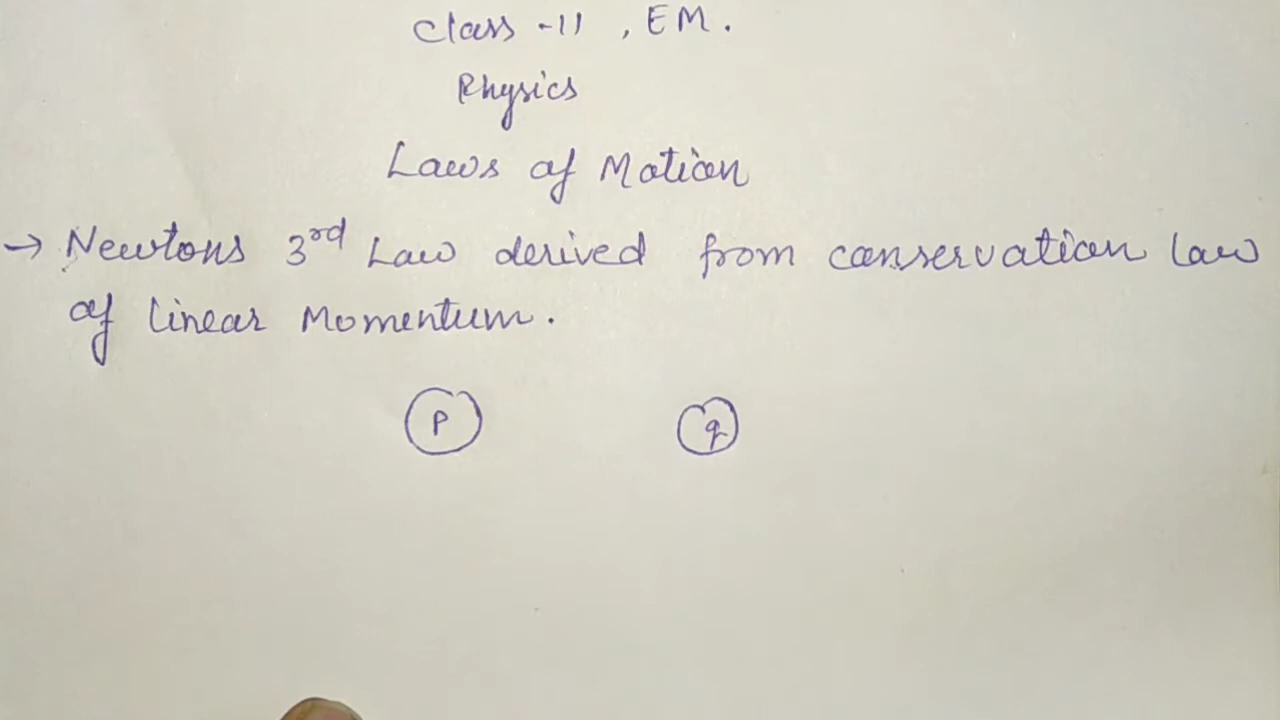 Class - 11 , EM.
Physics
Laws of Motion
→ Newtons 3rd Law derived from conservation law
of linear Momentum.
P q